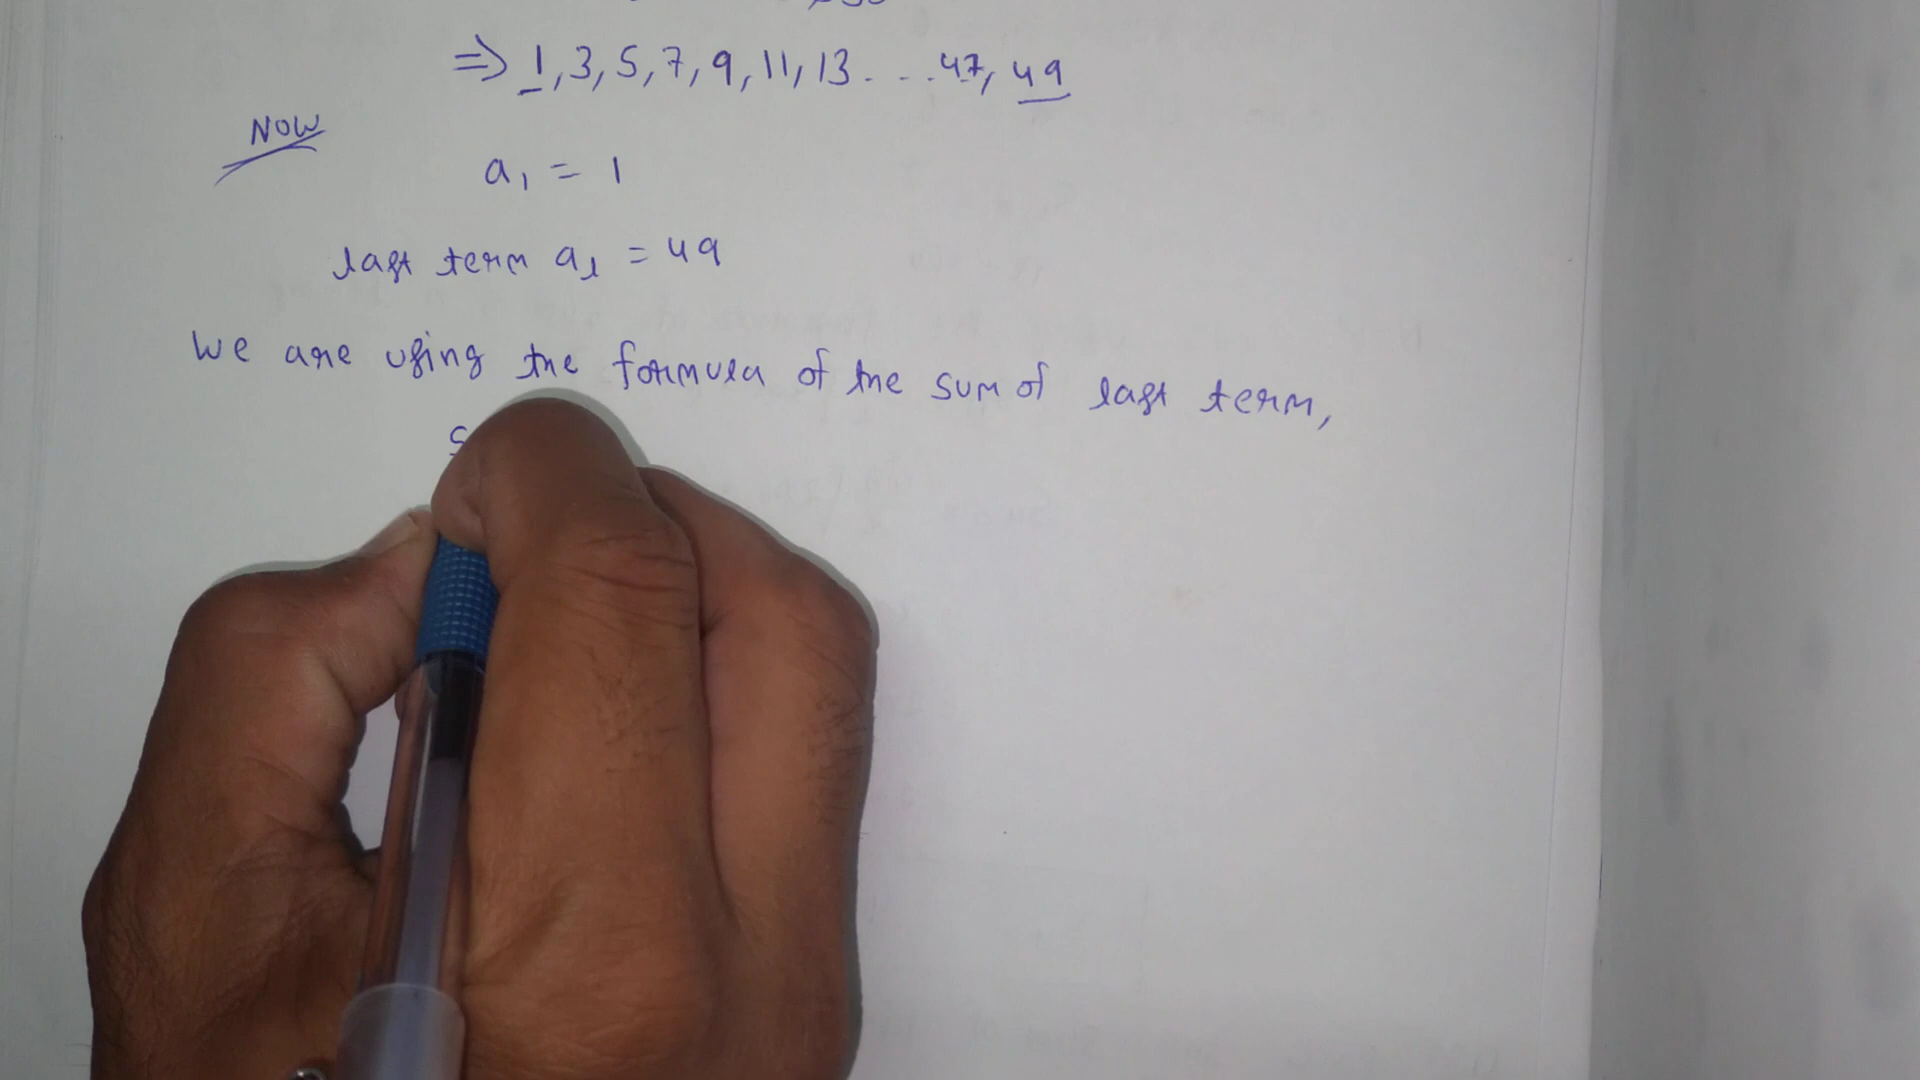 ⇒ 1, 3, 5, 7, 9, 11, 13 . . . 47, 49
NOW
a₁ = 1
last term aₗ = 49
We are using the formula of the sum of last term,
S